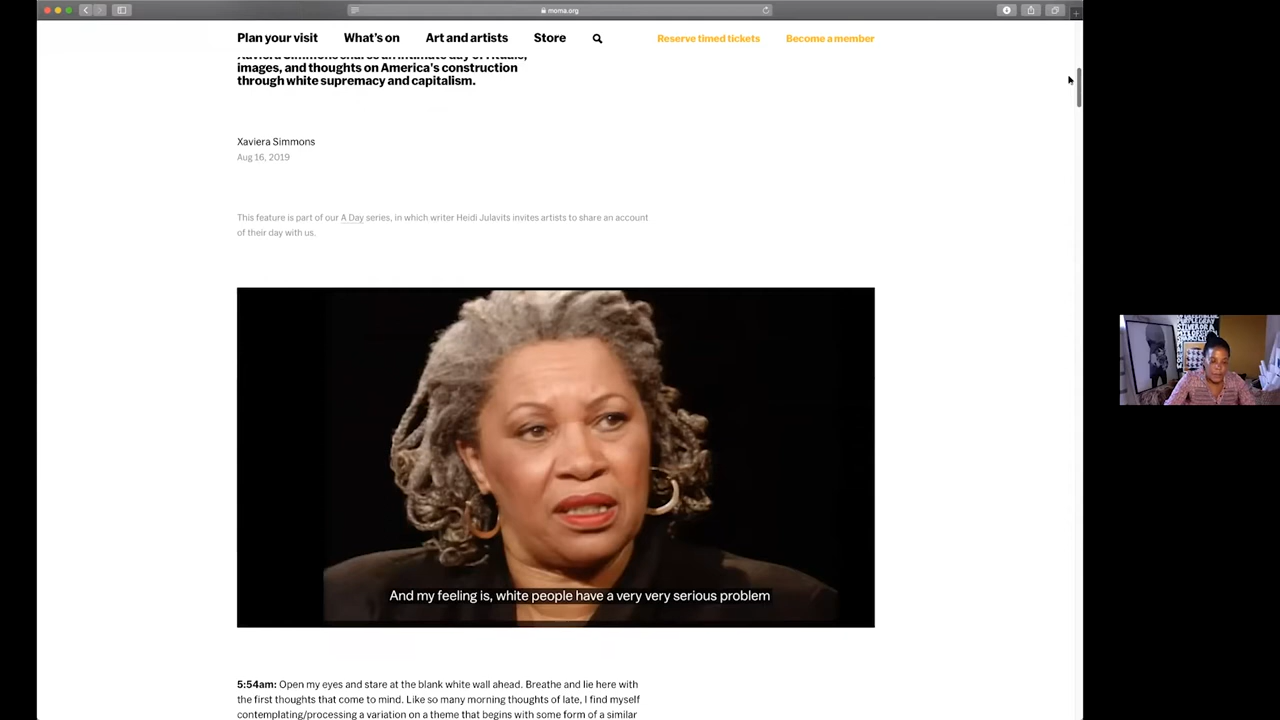 moma.org
Plan your visit What's on Art and artists Store Reserve timed tickets Become a member
Xaviera Simmons shares an intimate day of rituals,
images, and thoughts on America's construction
through white supremacy and capitalism.
Xaviera Simmons
Aug 16, 2019
This feature is part of our A Day series, in which writer Heidi Julavits invites artists to share an account
of their day with us.
And my feeling is, white people have a very very serious problem
5:54am: Open my eyes and stare at the blank white wall ahead. Breathe and lie here with
the first thoughts that come to mind. Like so many morning thoughts of late, I find myself
contemplating/processing a variation on a theme that begins with some form of a similar